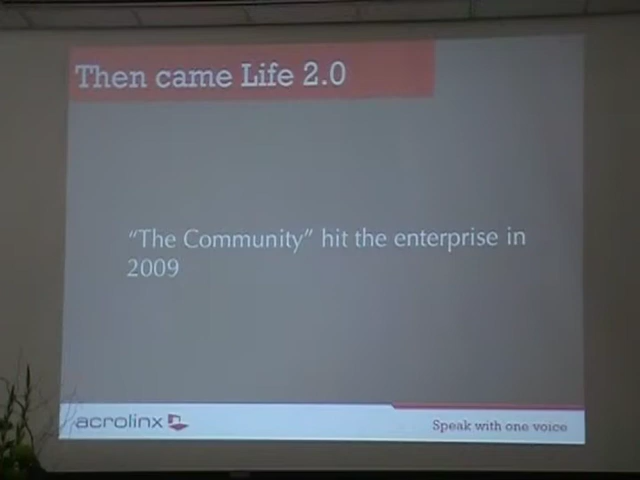 Then came Life 2.0
“The Community” hit the enterprise in
2009
acrolinx
Speak with one voice